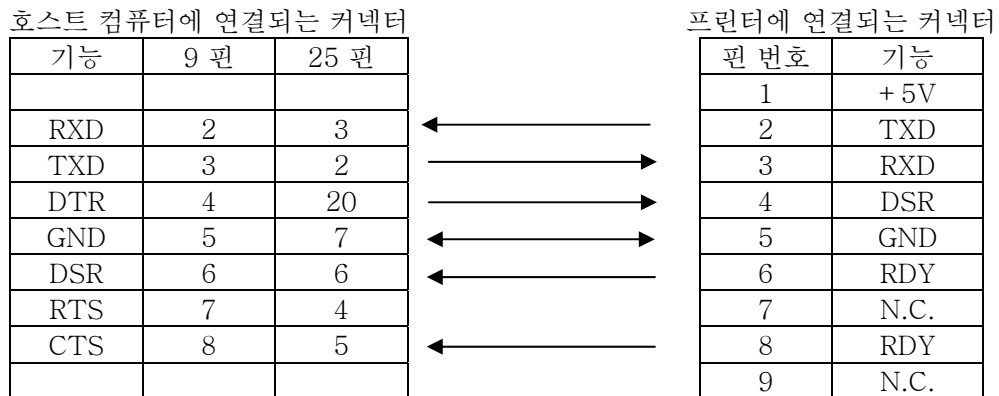 호스트 컴퓨터에 연결되는 커넥터 프린터에 연결되는 커넥터
기능 9 핀 25 핀 핀 번호 기능
1 + 5V
RXD 2 3 2 TXD
TXD 3 2 3 RXD
DTR 4 20 4 DSR
GND 5 7 5 GND
DSR 6 6 6 RDY
RTS 7 4 7 N.C.
CTS 8 5 8 RDY
9 N.C.